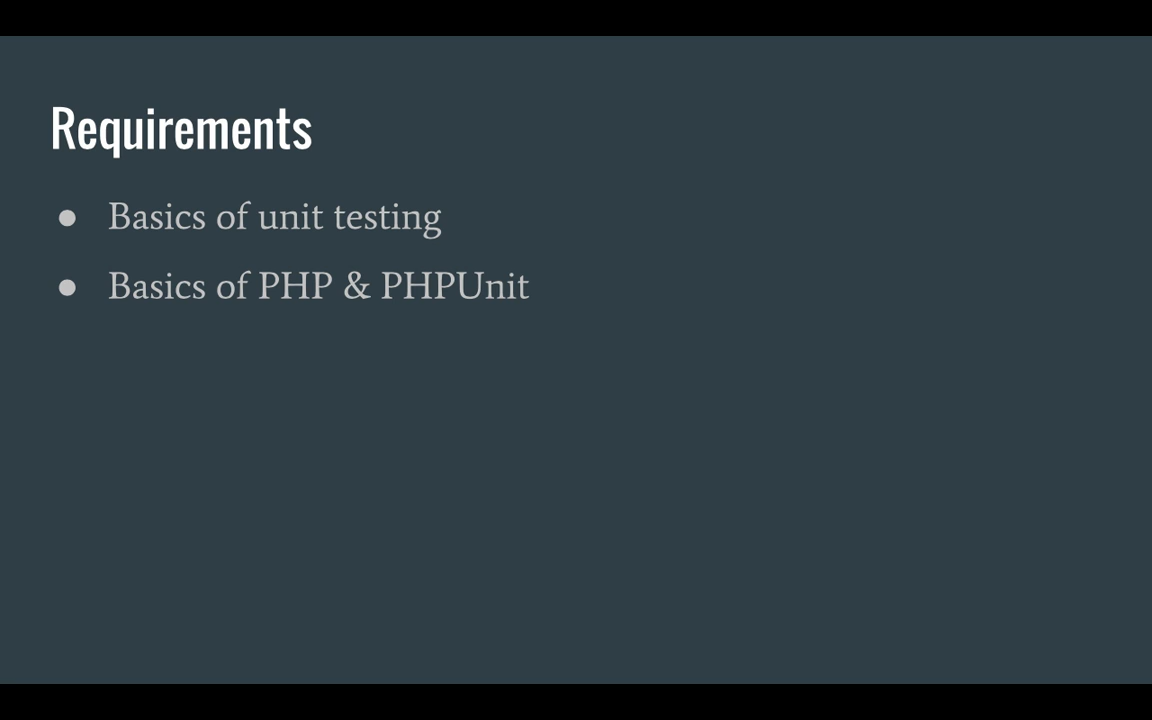 Requirements
● Basics of unit testing
● Basics of PHP & PHPUnit